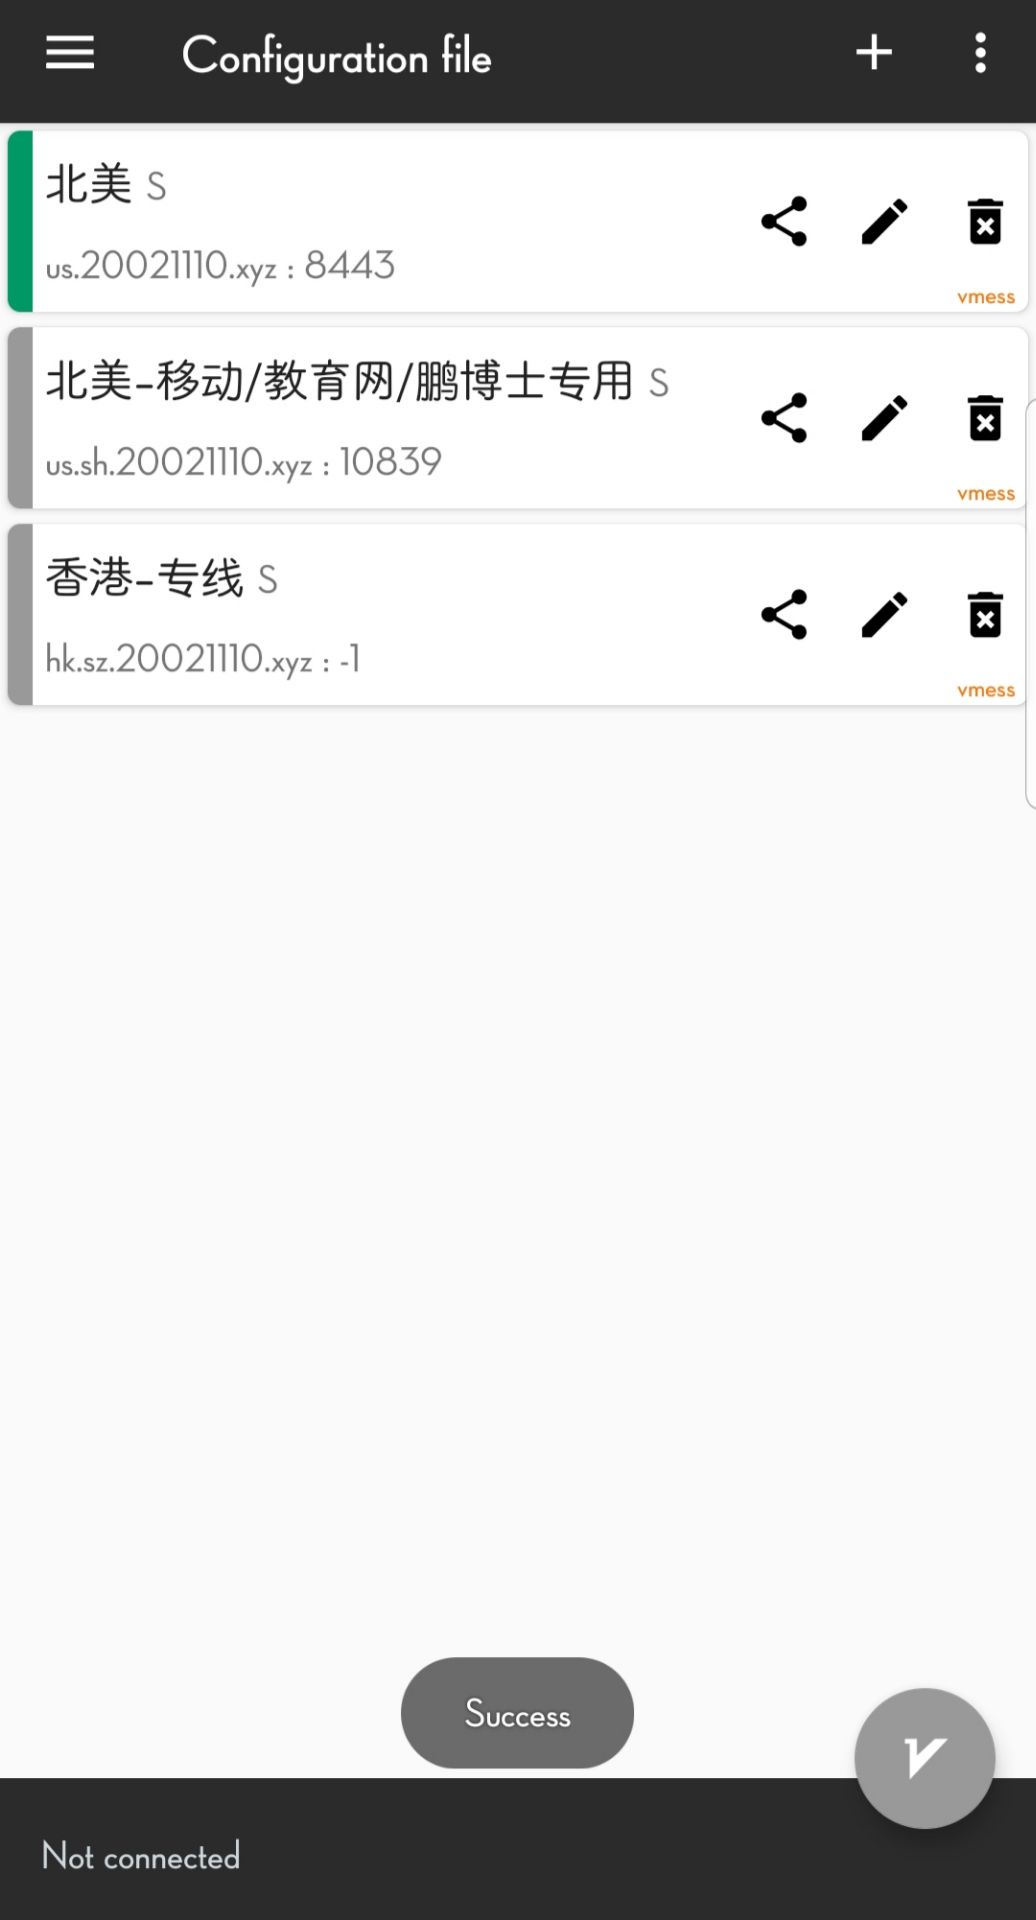 Configuration file
北美 S
us.20021110.xyz : 8443
vmess
北美-移动/教育网/鹏博士专用 S
us.sh.20021110.xyz : 10839
vmess
香港-专线 S
hk.sz.20021110.xyz : -1
vmess
Success
Not connected